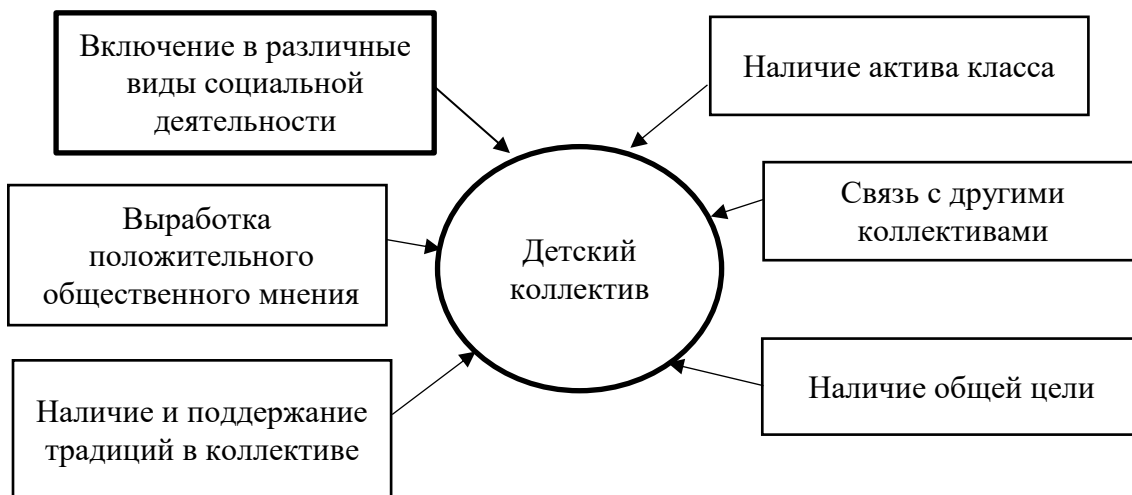 Включение в различные
виды социальной
деятельности
Наличие актива класса
Выработка
положительного
общественного мнения
Детский
коллектив
Связь с другими
коллективами
Наличие и поддержание
традиций в коллективе
Наличие общей цели